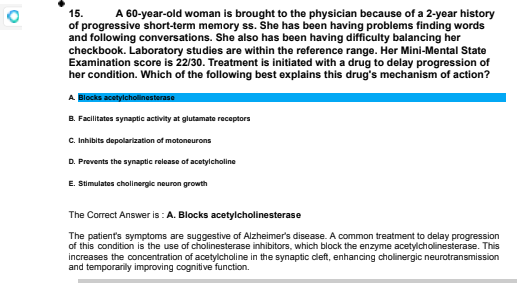 15. A 60-year-old woman is brought to the physician because of a 2-year history
of progressive short-term memory ss. She has been having problems finding words
and following conversations. She also has been having difficulty balancing her
checkbook. Laboratory studies are within the reference range. Her Mini-Mental State
Examination score is 22/30. Treatment is initiated with a drug to delay progression of
her condition. Which of the following best explains this drug's mechanism of action?
A. Blocks acetylcholinesterase
B. Facilitates synaptic activity at glutamate receptors
C. Inhibits depolarization of motoneurons
D. Prevents the synaptic release of acetylcholine
E. Stimulates cholinergic neuron growth
The Correct Answer is : A. Blocks acetylcholinesterase
The patient's symptoms are suggestive of Alzheimer's disease. A common treatment to delay progression
of this condition is the use of cholinesterase inhibitors, which block the enzyme acetylcholinesterase. This
increases the concentration of acetylcholine in the synaptic cleft, enhancing cholinergic neurotransmission
and temporarily improving cognitive function.